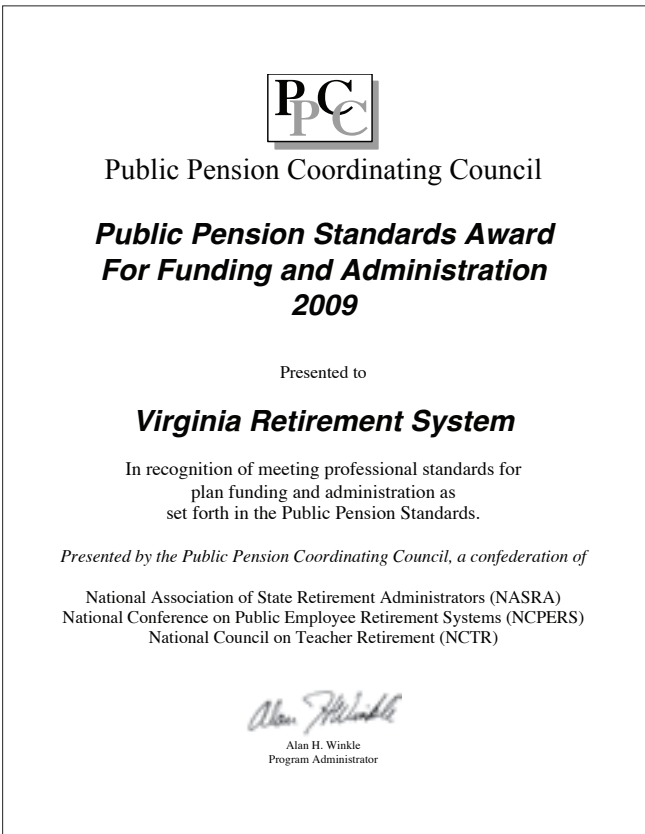 PPCC
Public Pension Coordinating Council
Public Pension Standards Award
For Funding and Administration
2009
Presented to
Virginia Retirement System
In recognition of meeting professional standards for
plan funding and administration as
set forth in the Public Pension Standards.
Presented by the Public Pension Coordinating Council, a confederation of
National Association of State Retirement Administrators (NASRA)
National Conference on Public Employee Retirement Systems (NCPERS)
National Council on Teacher Retirement (NCTR)
Alan H Winkle
Alan H. Winkle
Program Administrator